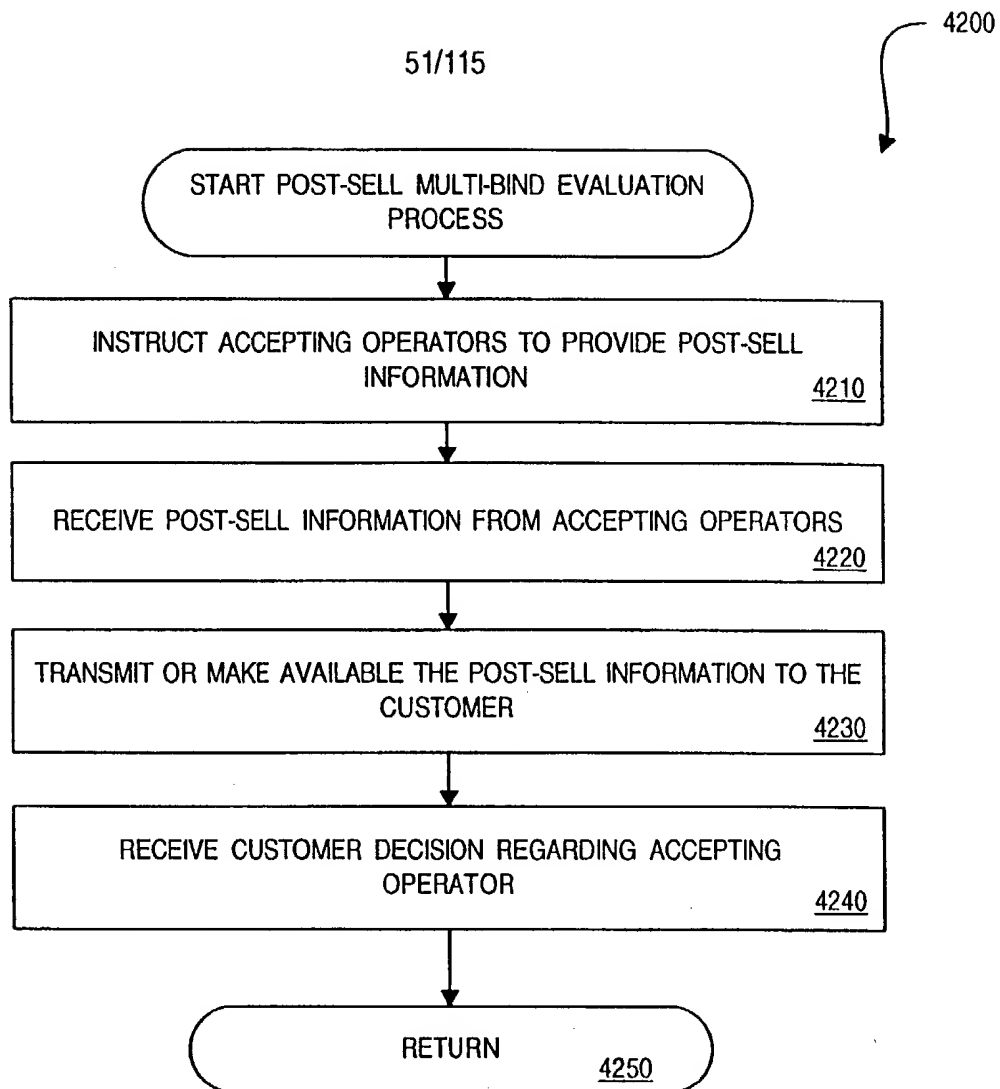 4200
51/115
START POST-SELL MULTI-BIND EVALUATION
PROCESS
INSTRUCT ACCEPTING OPERATORS TO PROVIDE POST-SELL
INFORMATION
4210
RECEIVE POST-SELL INFORMATION FROM ACCEPTING OPERATORS
4220
TRANSMIT OR MAKE AVAILABLE THE POST-SELL INFORMATION TO THE
CUSTOMER
4230
RECEIVE CUSTOMER DECISION REGARDING ACCEPTING
OPERATOR
4240
RETURN
4250